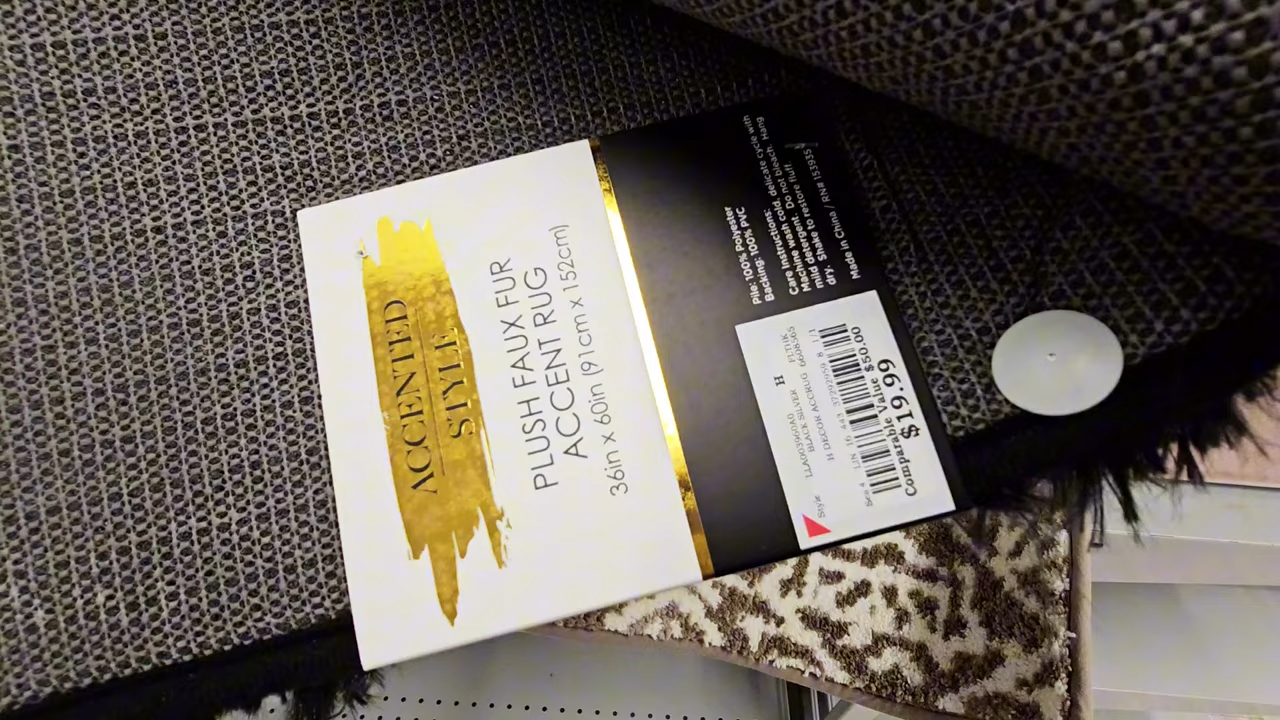 ACCENTED
STYLE
PLUSH FAUX FUR
ACCENT RUG
36in x 60in (91cm x 152cm)
Pile: 100% Polyester
Backing: 100% PVC
Care Instructions:
Machine wash cold, delicate cycle with
mild detergent. Do not bleach. Hang
dry. Shake to restore fluff.
Made in China / RN# 153935
H
Style
BLACK SILVER
H DECOR ACCRUG
Comparable Value $50.00
$19.99